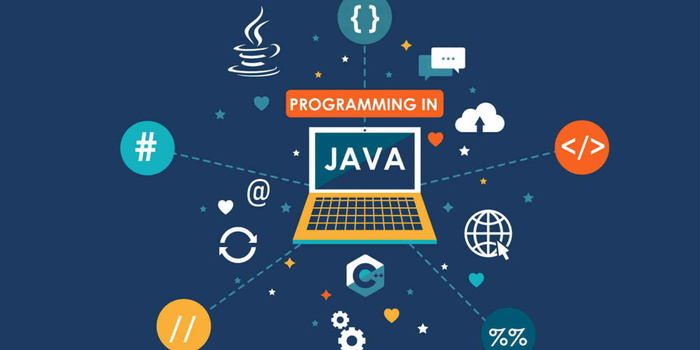 {}
...
PROGRAMMING IN
# JAVA </>
@
C++
// %%